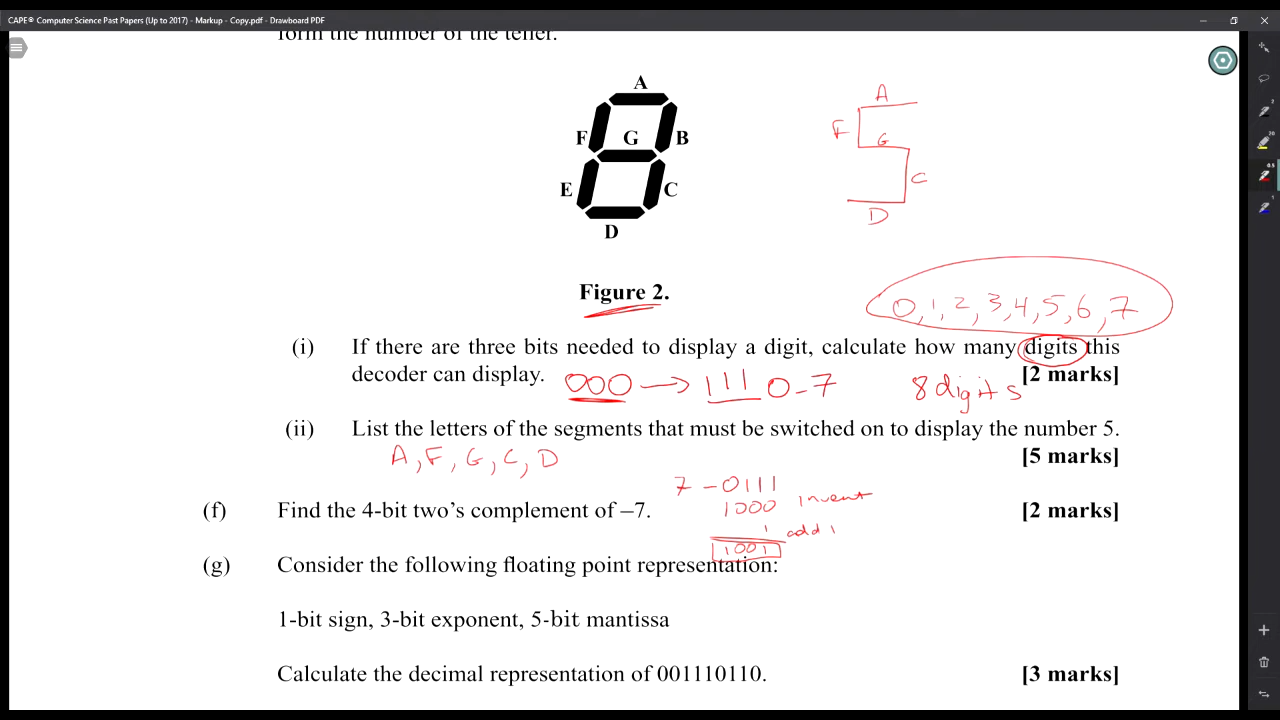 CAPE® Computer Science Past Papers (Up to 2017) - Markup - Copy.pdf - Drawboard PDF
form the number of the letter.
A
F G B
E C
D
A
F
G
C
D
Figure 2.
0, 1, 2, 3, 4, 5, 6, 7
(i) If there are three bits needed to display a digit, calculate how many digits this
decoder can display. [2 marks]
000 → 111 0-7 8 digits
(ii) List the letters of the segments that must be switched on to display the number 5.
[5 marks]
A, F, G, C, D
7 - 0111
1000 invent
(f) Find the 4-bit two's complement of –7. [2 marks]
1 add 1
1001
(g) Consider the following floating point representation:
1-bit sign, 3-bit exponent, 5-bit mantissa
Calculate the decimal representation of 001110110. [3 marks]